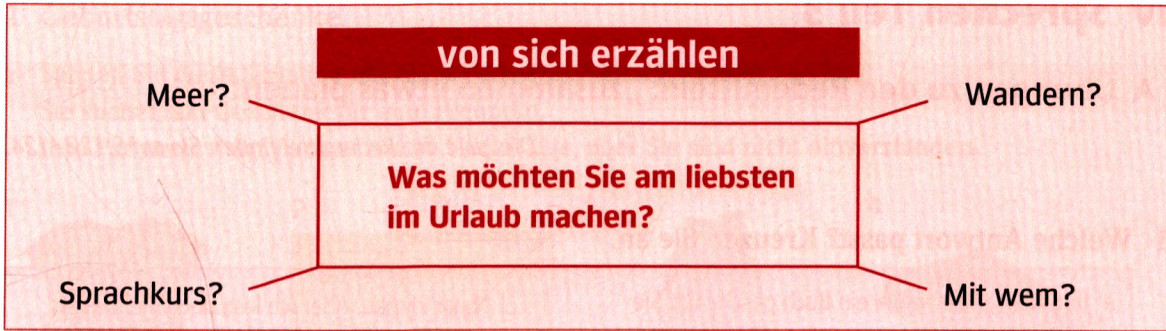 von sich erzählen
Meer?
Wandern?
Was möchten Sie am liebsten
im Urlaub machen?
Sprachkurs?
Mit wem?